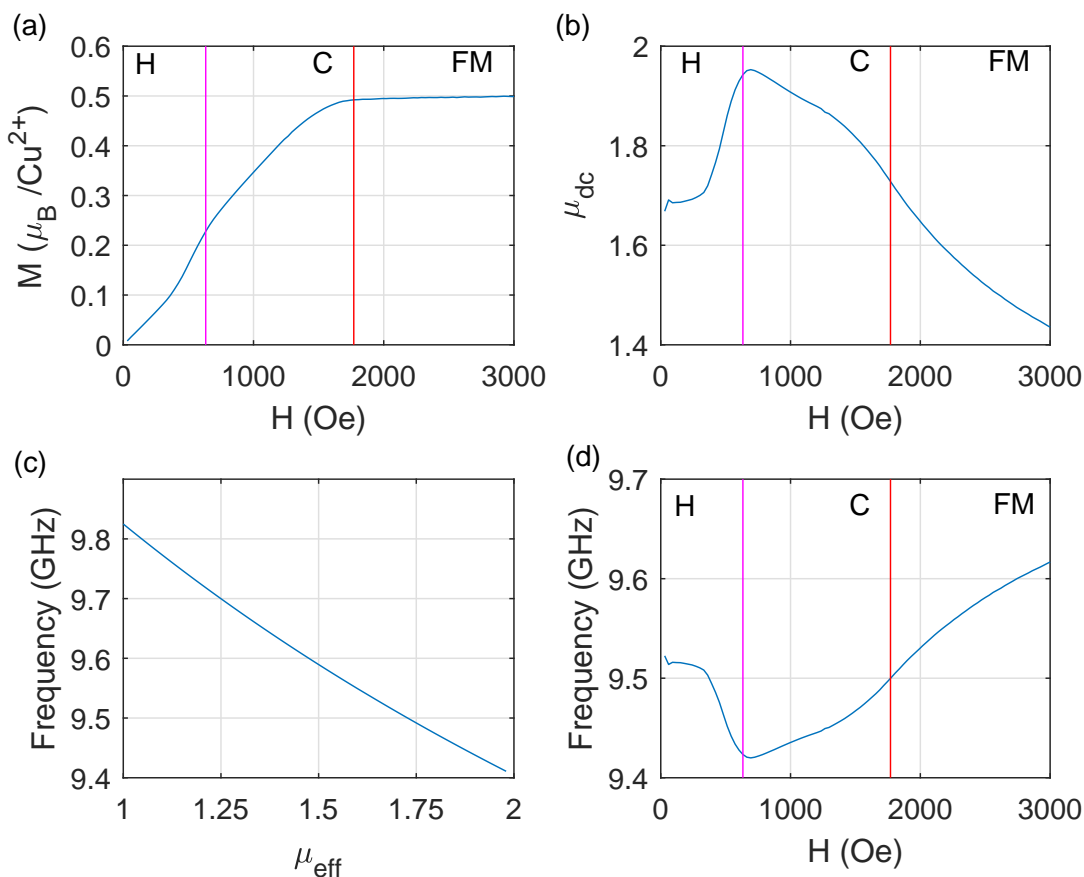 (a)
H C FM
0.6
0.5
0.4
0.3
0.2
0.1
0
M (μB /Cu2+)
0 1000 2000 3000
H (Oe)
(b)
H C FM
2
1.8
1.6
1.4
μdc
0 1000 2000 3000
H (Oe)
(c)
9.8
9.7
9.6
9.5
9.4
Frequency (GHz)
1 1.25 1.5 1.75 2
μeff
(d)
H C FM
9.7
9.6
9.5
9.4
Frequency (GHz)
0 1000 2000 3000
H (Oe)